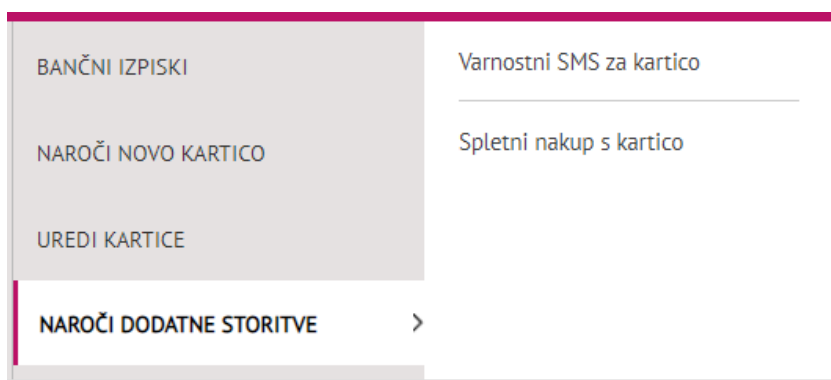 BANČNI IZPISKI
NAROČI NOVO KARTICO
UREDI KARTICE
NAROČI DODATNE STORITVE
Varnostni SMS za kartico
Spletni nakup s kartico